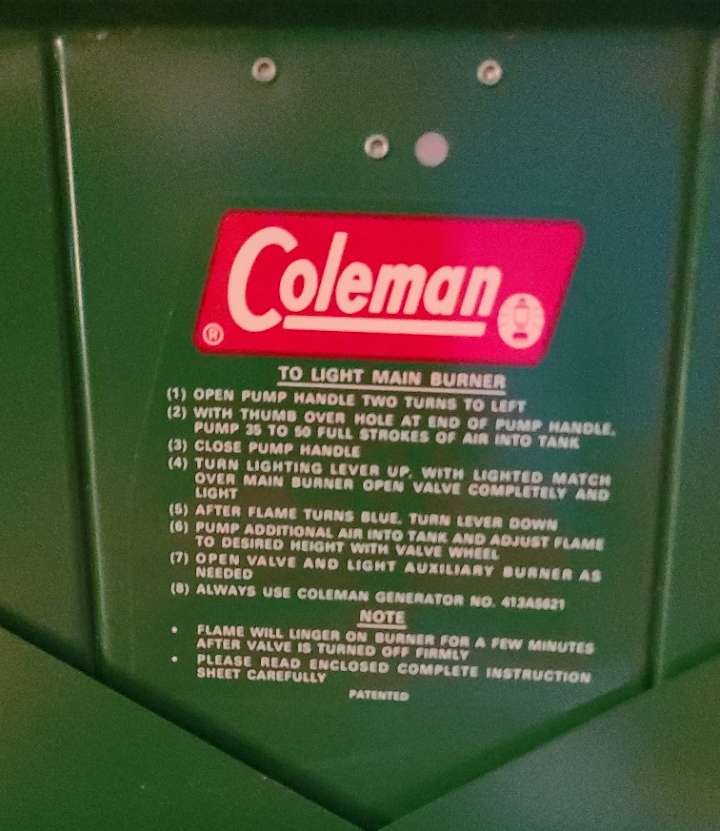 Coleman
®
TO LIGHT MAIN BURNER
(1) OPEN PUMP HANDLE TWO TURNS TO LEFT
(2) WITH THUMB OVER HOLE AT END OF PUMP HANDLE,
PUMP 35 TO 50 FULL STROKES OF AIR INTO TANK
(3) CLOSE PUMP HANDLE
(4) TURN LIGHTING LEVER UP, WITH LIGHTED MATCH
OVER MAIN BURNER OPEN VALVE COMPLETELY AND
LIGHT
(5) AFTER FLAME TURNS BLUE, TURN LEVER DOWN
(6) PUMP ADDITIONAL AIR INTO TANK AND ADJUST FLAME
TO DESIRED HEIGHT WITH VALVE WHEEL
(7) OPEN VALVE AND LIGHT AUXILIARY BURNER AS
NEEDED
(8) ALWAYS USE COLEMAN GENERATOR NO. 413A5621
NOTE
• FLAME WILL LINGER ON BURNER FOR A FEW MINUTES
AFTER VALVE IS TURNED OFF FIRMLY
• PLEASE READ ENCLOSED COMPLETE INSTRUCTION
SHEET CAREFULLY
PATENTED